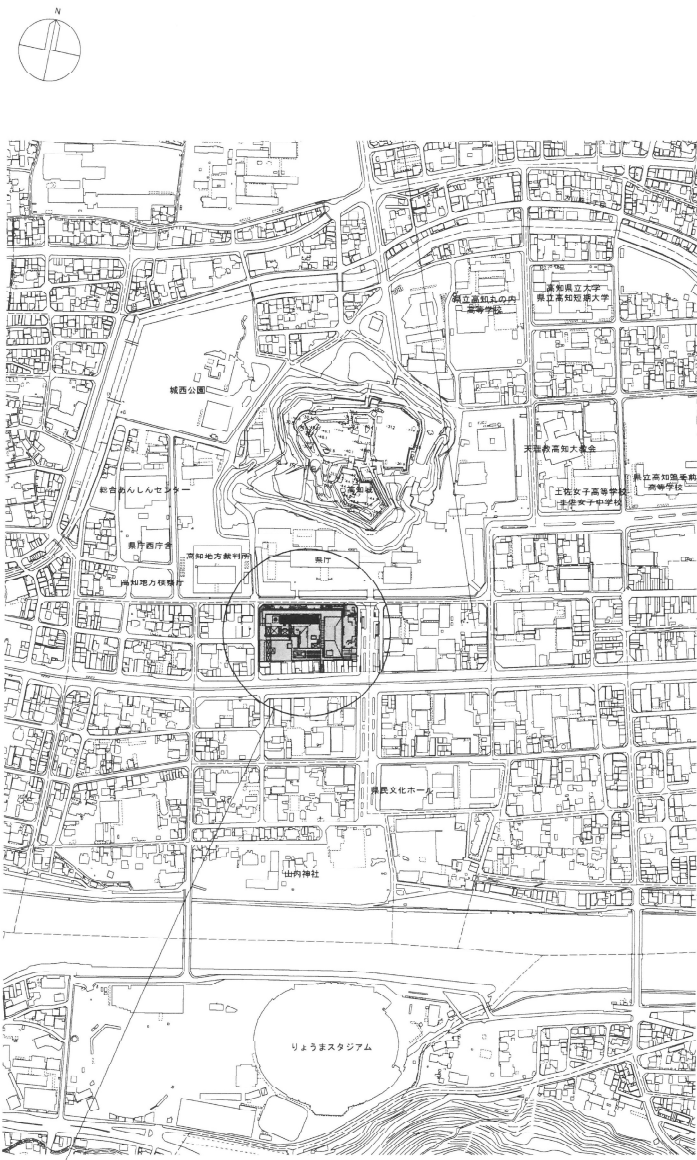 N
高知県立大学
県立高知短期大学
県立高知丸の内
高等学校
城西公園
天理教高知大教会
高知城
県立高知追手前
高等学校
総合あんしんセンター
土佐女子高等学校
土佐女子中学校
県庁西庁舎
高知地方裁判所
県庁
高知地方検察庁
県民文化ホール
山内神社
りょうまスタジアム